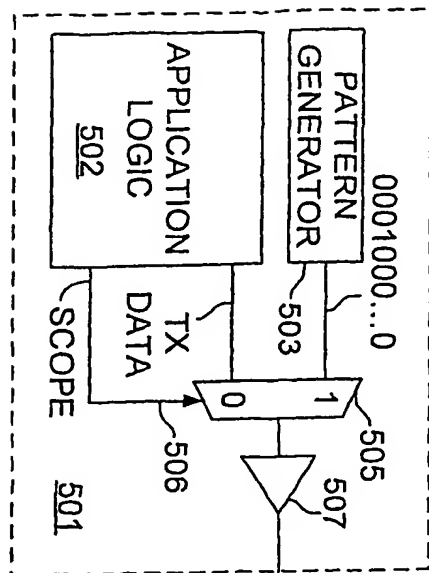 0001000...0
PATTERN
GENERATOR
503
505
1
0
507
APPLICATION
LOGIC
502
TX
DATA
SCOPE
506
501